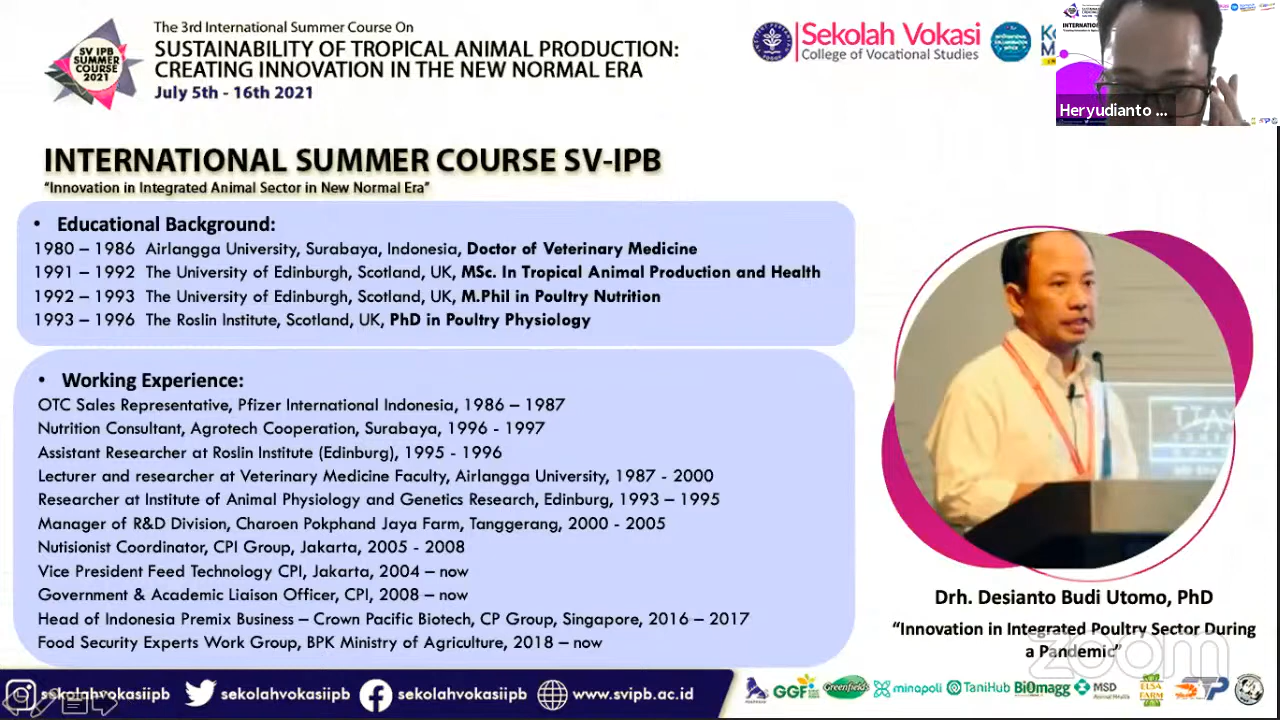 The 3rd International Summer Course On
SUSTAINABILITY OF TROPICAL ANIMAL PRODUCTION:
CREATING INNOVATION IN THE NEW NORMAL ERA
July 5th - 16th 2021
SV IPB
SUMMER
COURSE
2021
Sekolah Vokasi
College of Vocational Studies
Heryudianto ...
INTERNATIONAL SUMMER COURSE SV-IPB
“Innovation in Integrated Animal Sector in New Normal Era”
• Educational Background:
1980 – 1986 Airlangga University, Surabaya, Indonesia, Doctor of Veterinary Medicine
1991 – 1992 The University of Edinburgh, Scotland, UK, MSc. In Tropical Animal Production and Health
1992 – 1993 The University of Edinburgh, Scotland, UK, M.Phil in Poultry Nutrition
1993 – 1996 The Roslin Institute, Scotland, UK, PhD in Poultry Physiology
• Working Experience:
OTC Sales Representative, Pfizer International Indonesia, 1986 – 1987
Nutrition Consultant, Agrotech Cooperation, Surabaya, 1996 - 1997
Assistant Researcher at Roslin Institute (Edinburg), 1995 - 1996
Lecturer and researcher at Veterinary Medicine Faculty, Airlangga University, 1987 - 2000
Researcher at Institute of Animal Physiology and Genetics Research, Edinburg, 1993 – 1995
Manager of R&D Division, Charoen Pokphand Jaya Farm, Tanggerang, 2000 - 2005
Nutisionist Coordinator, CPI Group, Jakarta, 2005 - 2008
Vice President Feed Technology CPI, Jakarta, 2004 – now
Government & Academic Liaison Officer, CPI, 2008 – now
Head of Indonesia Premix Business – Crown Pacific Biotech, CP Group, Singapore, 2016 – 2017
Food Security Experts Work Group, BPK Ministry of Agriculture, 2018 – now
Drh. Desianto Budi Utomo, PhD
“Innovation in Integrated Poultry Sector During
a Pandemic”
zoom
sekolahvokasiipb sekolahvokasiipb sekolahvokasiipb www.svipb.ac.id
GGF Greenfields minapoli TaniHub Biomagg MSD Animal Health ELSA FARM